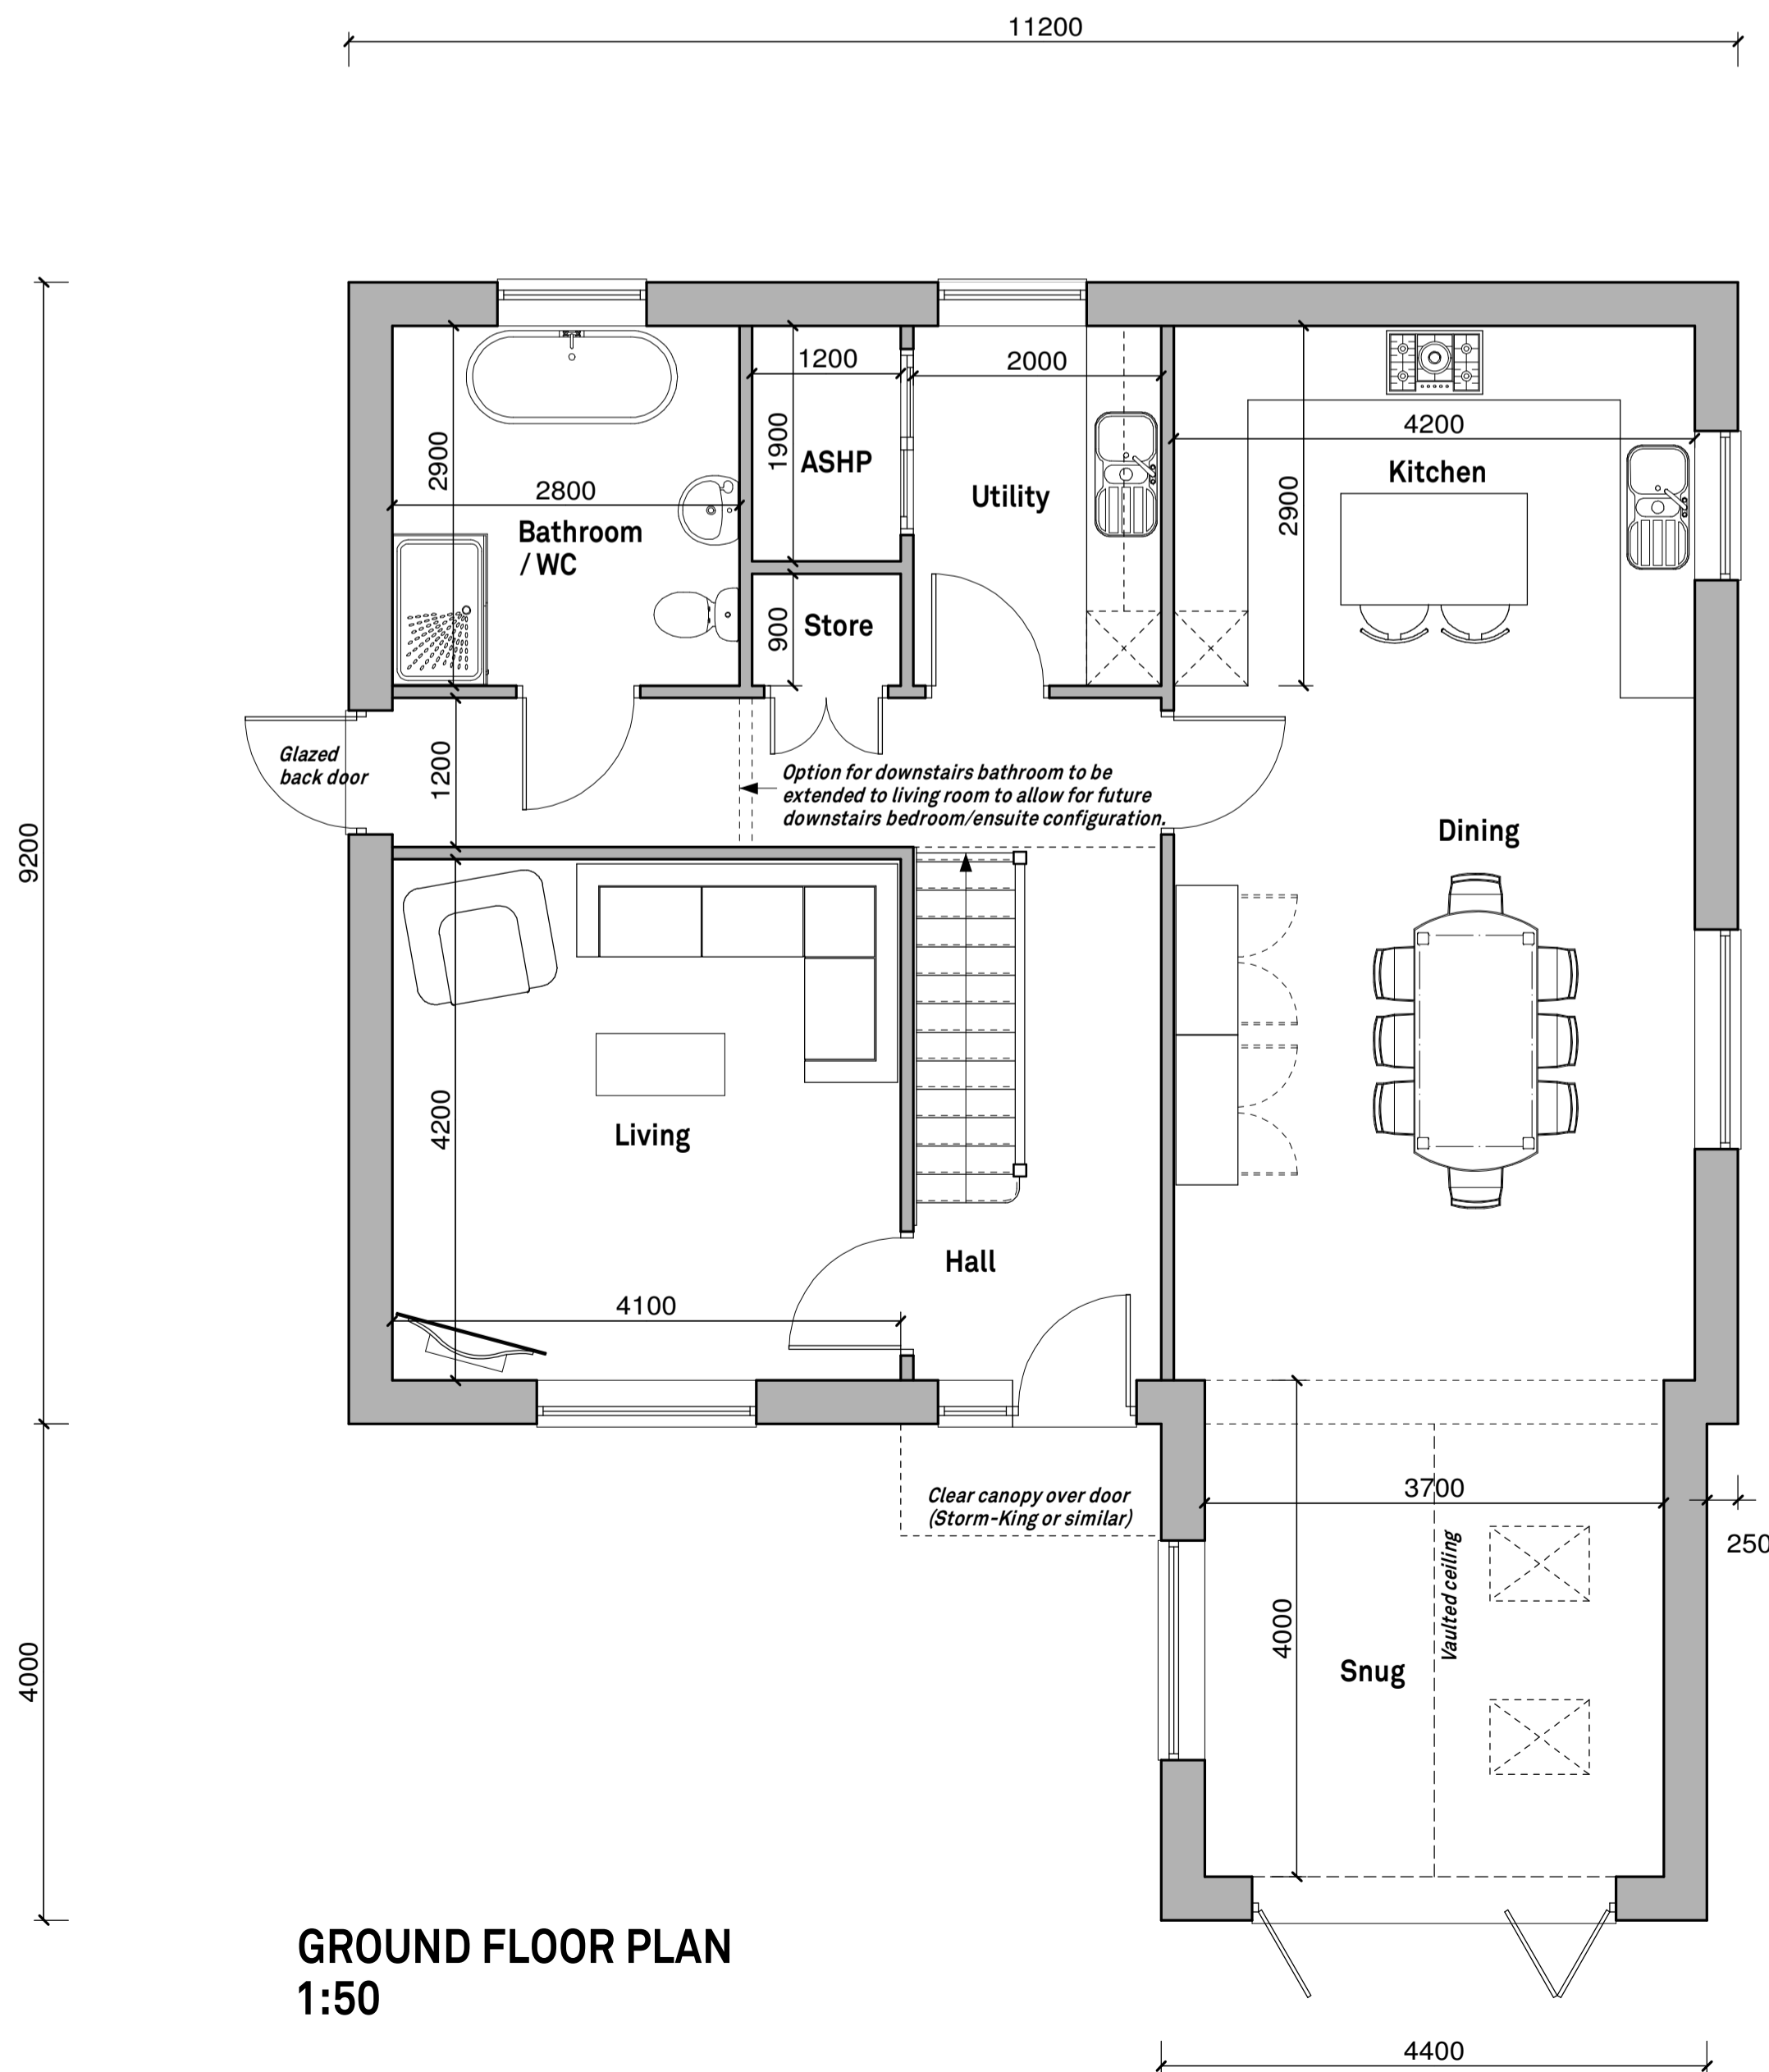 11200
1200
2000
4200
2900
1900
ASHP
Utility
Kitchen
2800
2900
Bathroom
/ WC
900
Store
Glazed
back door
1200
Option for downstairs bathroom to be
extended to living room to allow for future
downstairs bedroom/ensuite configuration.
Dining
9200
4200
Living
Hall
4100
Clear canopy over door
(Storm-King or similar)
3700
250
Vaulted ceiling
4000
4000
Snug
GROUND FLOOR PLAN
1:50
4400